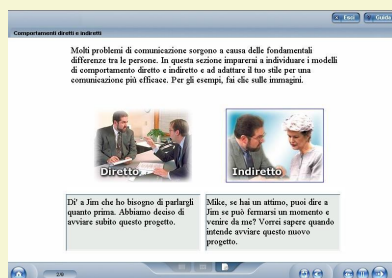 Esci
Guida
Comportamenti diretti e indiretti
Molti problemi di comunicazione sorgono a causa delle fondamentali
differenze tra le persone. In questa sezione imparerai a individuare i modelli
di comportamento diretto e indiretto e ad adattare il tuo stile per una
comunicazione più efficace. Per gli esempi, fai clic sulle immagini.
Diretto
Indiretto
Di' a Jim che ho bisogno di parlargli
quanto prima. Abbiamo deciso di
avviare subito questo progetto.
Mike, se hai un attimo, puoi dire a
Jim se può fermarsi un momento e
venire da me? Vorrei sapere quando
intende avviare questo nuovo
progetto.